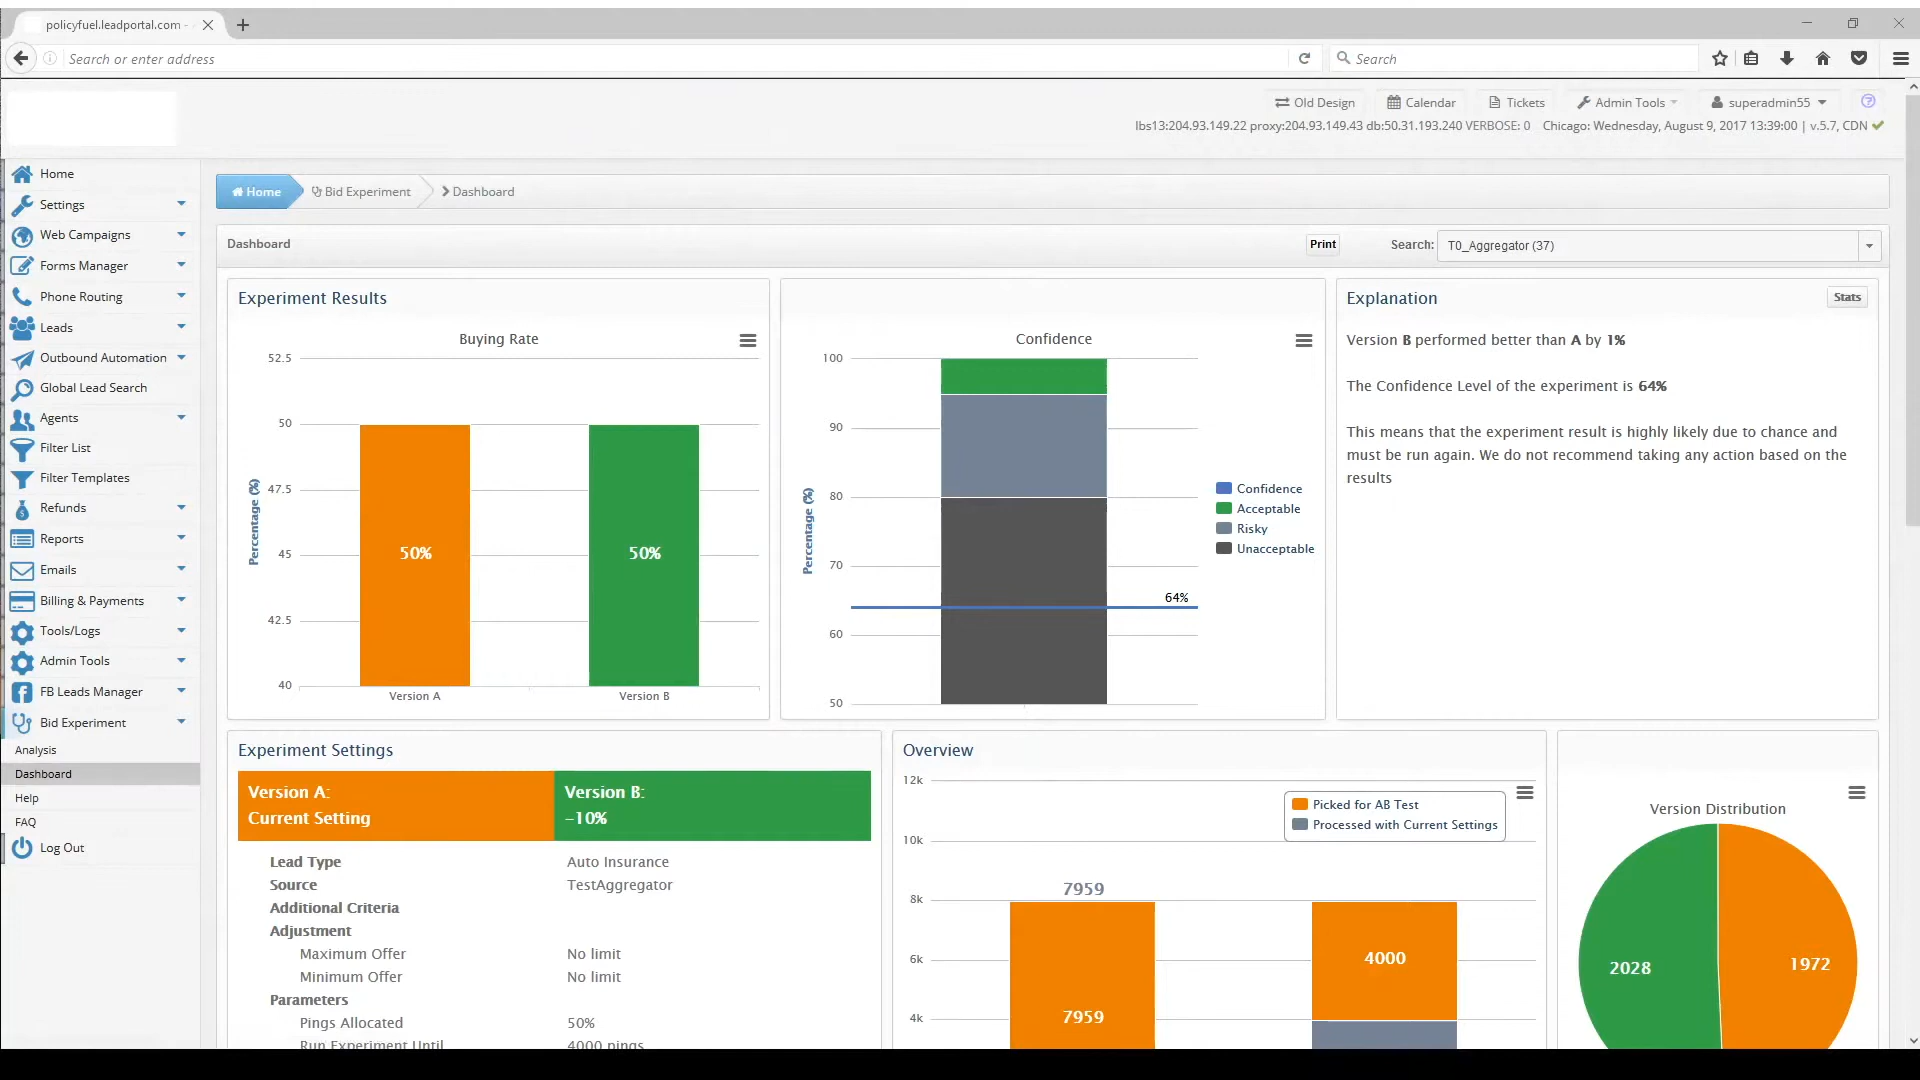 policyfuel.leadportal.com -
Search or enter address
Search
Old Design
Calendar
Tickets
Admin Tools
superadmin55
lbs13:204.93.149.22 proxy:204.93.149.43 db:50.31.193.240 VERBOSE: 0 Chicago: Wednesday, August 9, 2017 13:39:00 | v.5.7, CDN
Home
Settings
Web Campaigns
Forms Manager
Phone Routing
Leads
Outbound Automation
Global Lead Search
Agents
Filter List
Filter Templates
Refunds
Reports
Emails
Billing & Payments
Tools/Logs
Admin Tools
FB Leads Manager
Bid Experiment
Analysis
Dashboard
Help
FAQ
Log Out
Home
Bid Experiment
Dashboard
Dashboard
Print
Search:
T0_Aggregator (37)
Experiment Results
Buying Rate
52.5
50
47.5
45
42.5
40
Percentage (%)
50%
50%
Version A
Version B
Confidence
100
90
80
70
60
50
Percentage (%)
64%
Confidence
Acceptable
Risky
Unacceptable
Explanation
Stats
Version B performed better than A by 1%
The Confidence Level of the experiment is 64%
This means that the experiment result is highly likely due to chance and
must be run again. We do not recommend taking any action based on the
results
Experiment Settings
Version A:
Current Setting
Version B:
−10%
Lead Type Auto Insurance
Source TestAggregator
Additional Criteria
Adjustment
Maximum Offer No limit
Minimum Offer No limit
Parameters
Pings Allocated 50%
Run Experiment Until 4000 pings
Overview
12k
10k
8k
6k
4k
Picked for AB Test
Processed with Current Settings
7959
7959
4000
Version Distribution
2028
1972